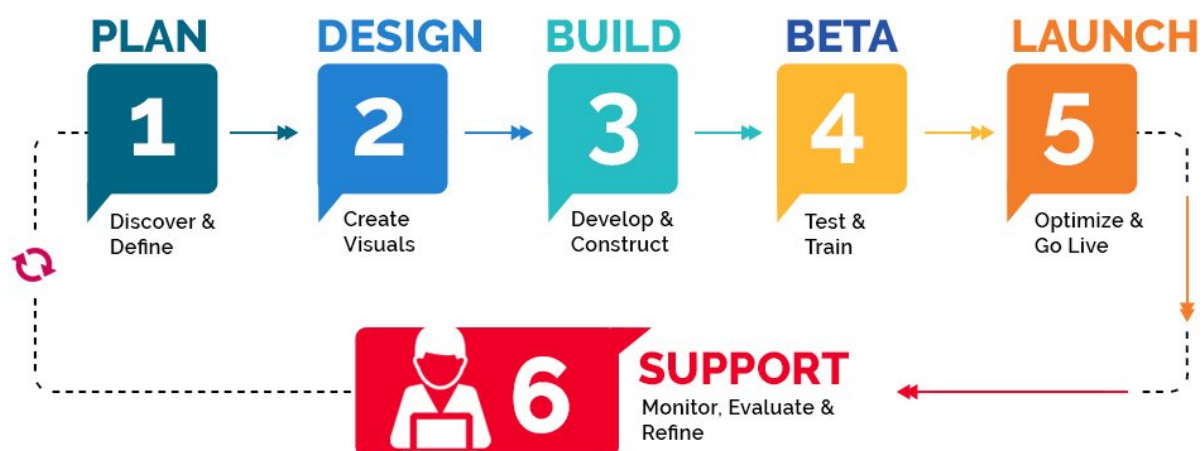 PLAN
1
Discover &
Define
DESIGN
2
Create
Visuals
BUILD
3
Develop &
Construct
BETA
4
Test &
Train
LAUNCH
5
Optimize &
Go Live
6
SUPPORT
Monitor, Evaluate &
Refine